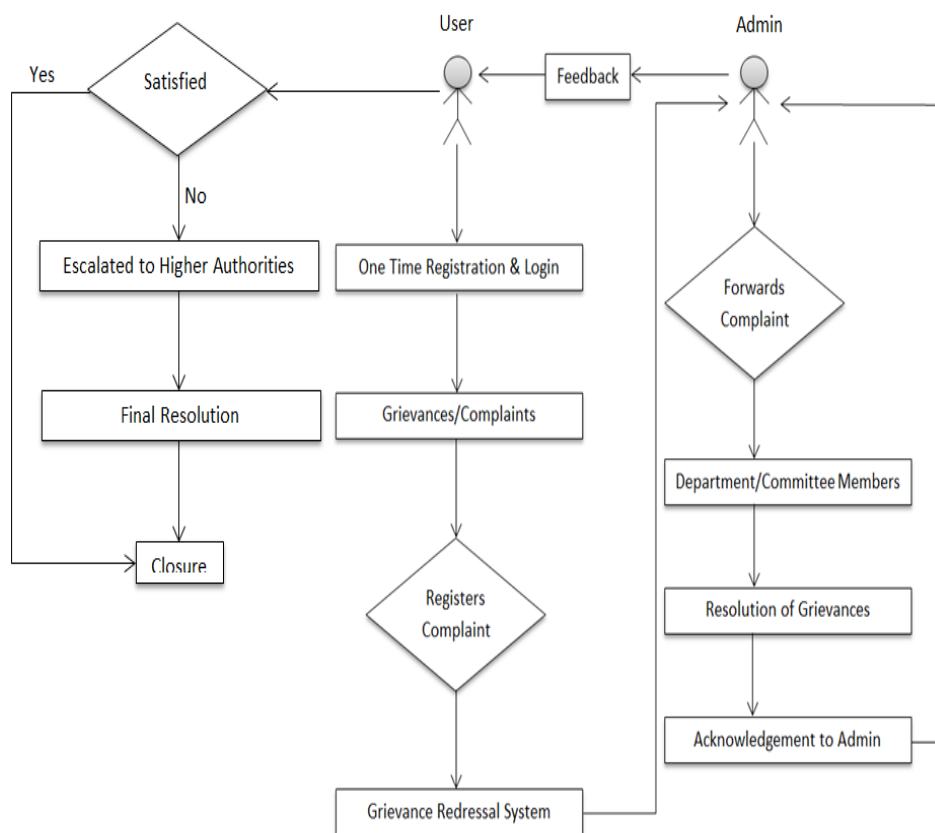 User
Admin
Yes
Satisfied
Feedback
No
Escalated to Higher Authorities
One Time Registration & Login
Forwards
Complaint
Final Resolution
Grievances/Complaints
Department/Committee Members
Closure
Registers
Complaint
Resolution of Grievances
Acknowledgement to Admin
Grievance Redressal System